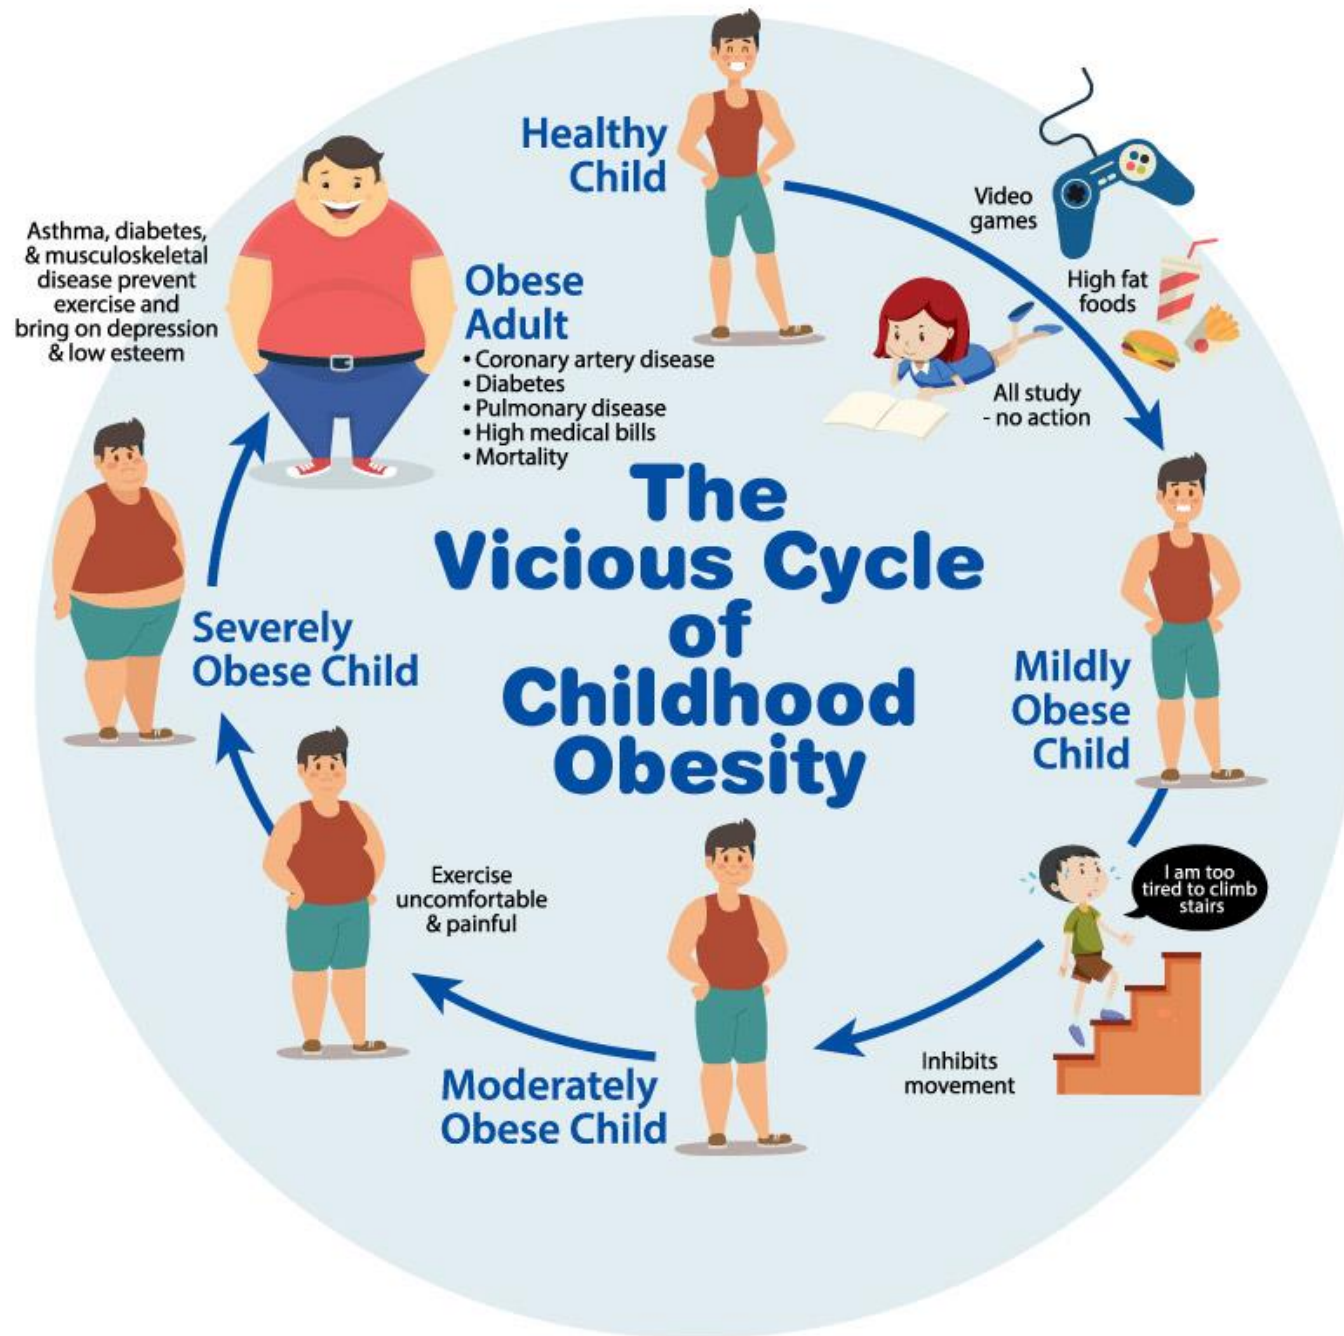 Healthy
Child
Video
games
High fat
foods
All study
- no action
Mildly
Obese
Child
I am too
tired to climb
stairs
Inhibits
movement
Moderately
Obese Child
Exercise
uncomfortable
& painful
Severely
Obese Child
Asthma, diabetes,
& musculoskeletal
disease prevent
exercise and
bring on depression
& low esteem
Obese
Adult
• Coronary artery disease
• Diabetes
• Pulmonary disease
• High medical bills
• Mortality
The
Vicious Cycle
of
Childhood
Obesity